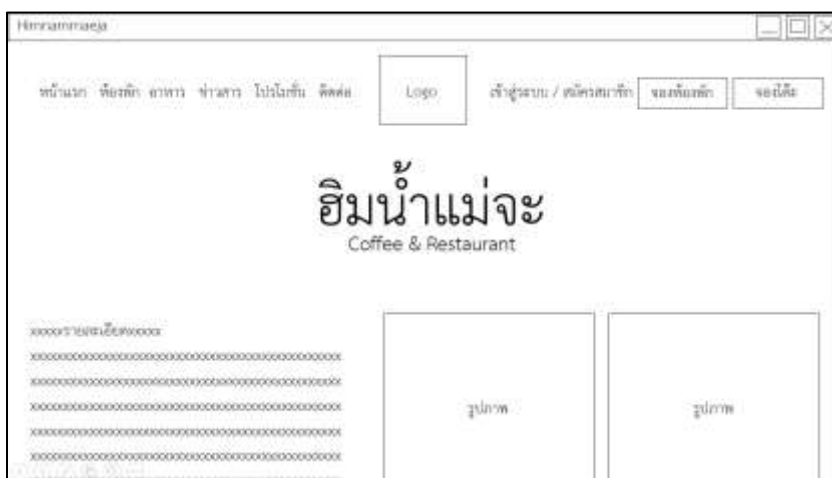 Himnammaeja
หน้าแรก ห้องพัก อาหาร ข่าวสาร โปรโมชั่น ติดต่อ Logo เข้าสู่ระบบ / สมัครสมาชิก จองห้องพัก จองโต๊ะ
ฮิมน้ำแม่จะ
Coffee & Restaurant
xxxxxรายละเอียดxxxxx
xxxxxxxxxxxxxxxxxxxxxxxxxxxxxxxxxxxxxxxxxxxxxx
xxxxxxxxxxxxxxxxxxxxxxxxxxxxxxxxxxxxxxxxxxxxxx
xxxxxxxxxxxxxxxxxxxxxxxxxxxxxxxxxxxxxxxxxxxxxx
xxxxxxxxxxxxxxxxxxxxxxxxxxxxxxxxxxxxxxxxxxxxxx
xxxxxxxxxxxxxxxxxxxxxxxxxxxxxxxxxxxxxxxxxxxxxx
รูปภาพ รูปภาพ